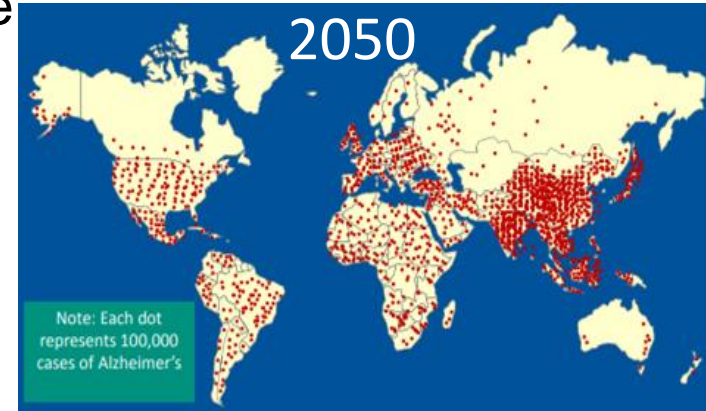 e
2050
Note: Each dot
represents 100,000
cases of Alzheimer's